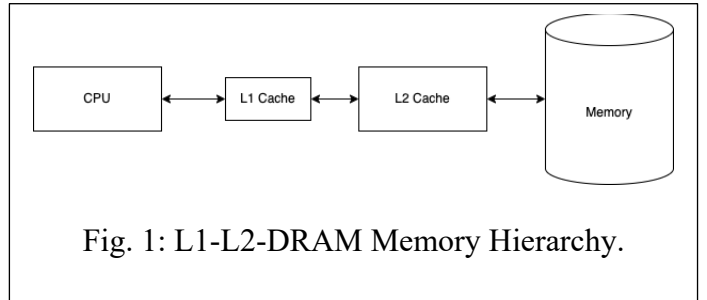 CPU
L1 Cache
L2 Cache
Memory
Fig. 1: L1-L2-DRAM Memory Hierarchy.